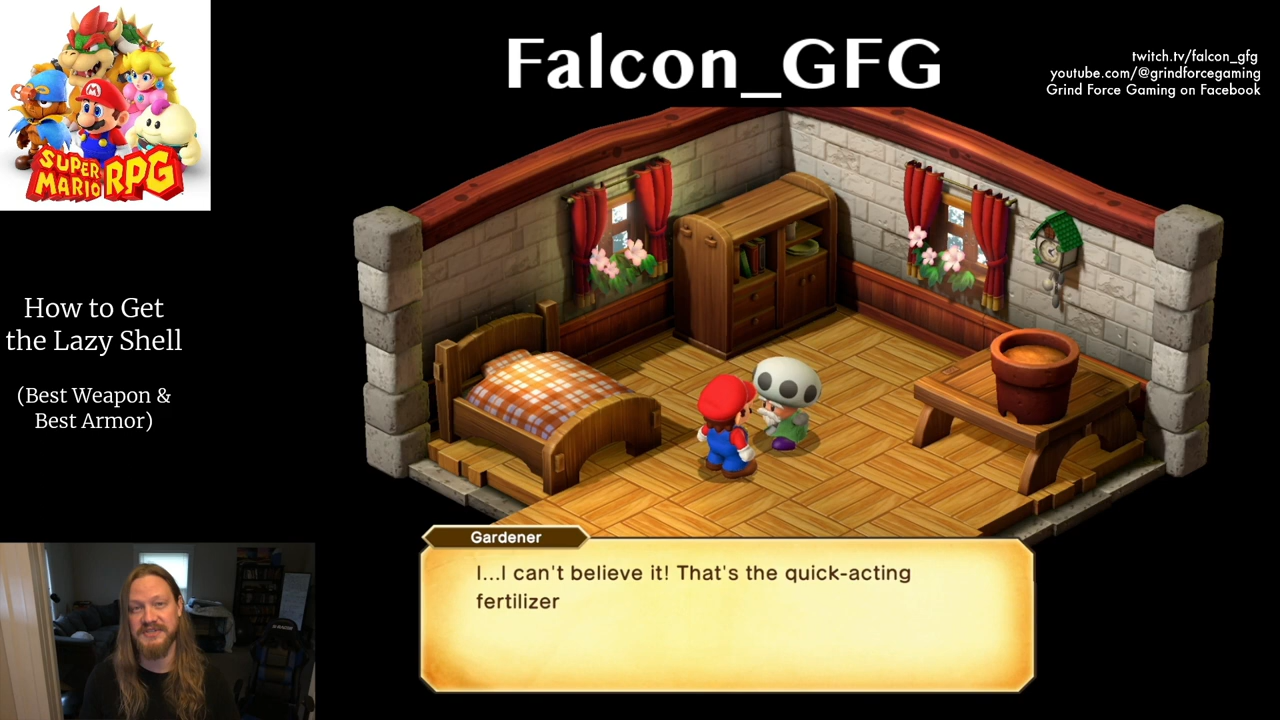 SUPER
MARIO RPG
Falcon_GFG
twitch.tv/falcon_gfg
youtube.com/@grindforcegaming
Grind Force Gaming on Facebook
How to Get
the Lazy Shell
(Best Weapon &
Best Armor)
Gardener
I...I can't believe it! That's the quick-acting
fertilizer